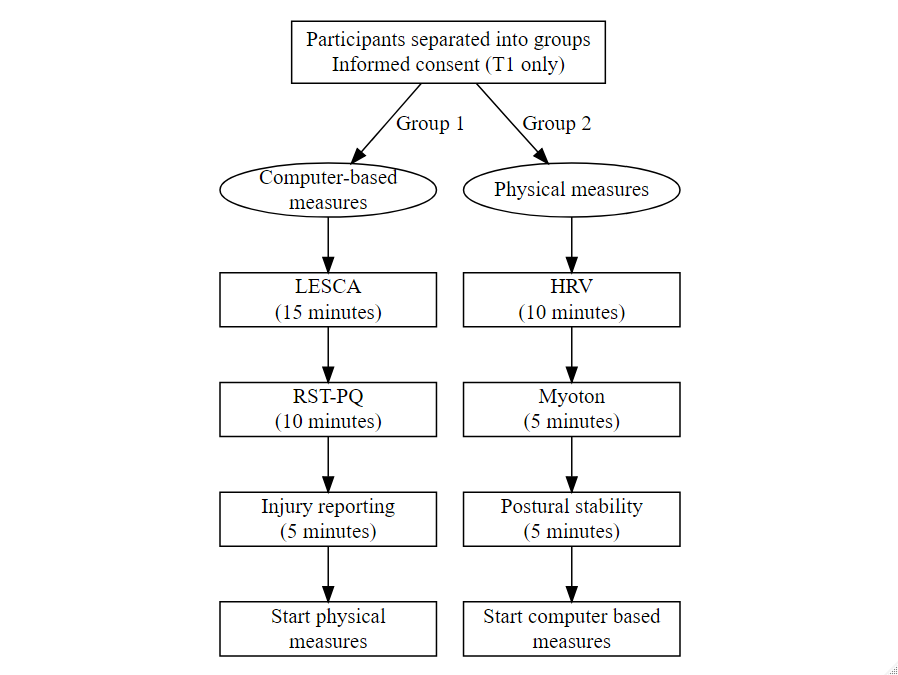 Participants separated into groups
Informed consent (T1 only)
Group 1
Group 2
Computer-based
measures
Physical measures
LESCA
(15 minutes)
HRV
(10 minutes)
RST-PQ
(10 minutes)
Myoton
(5 minutes)
Injury reporting
(5 minutes)
Postural stability
(5 minutes)
Start physical
measures
Start computer based
measures